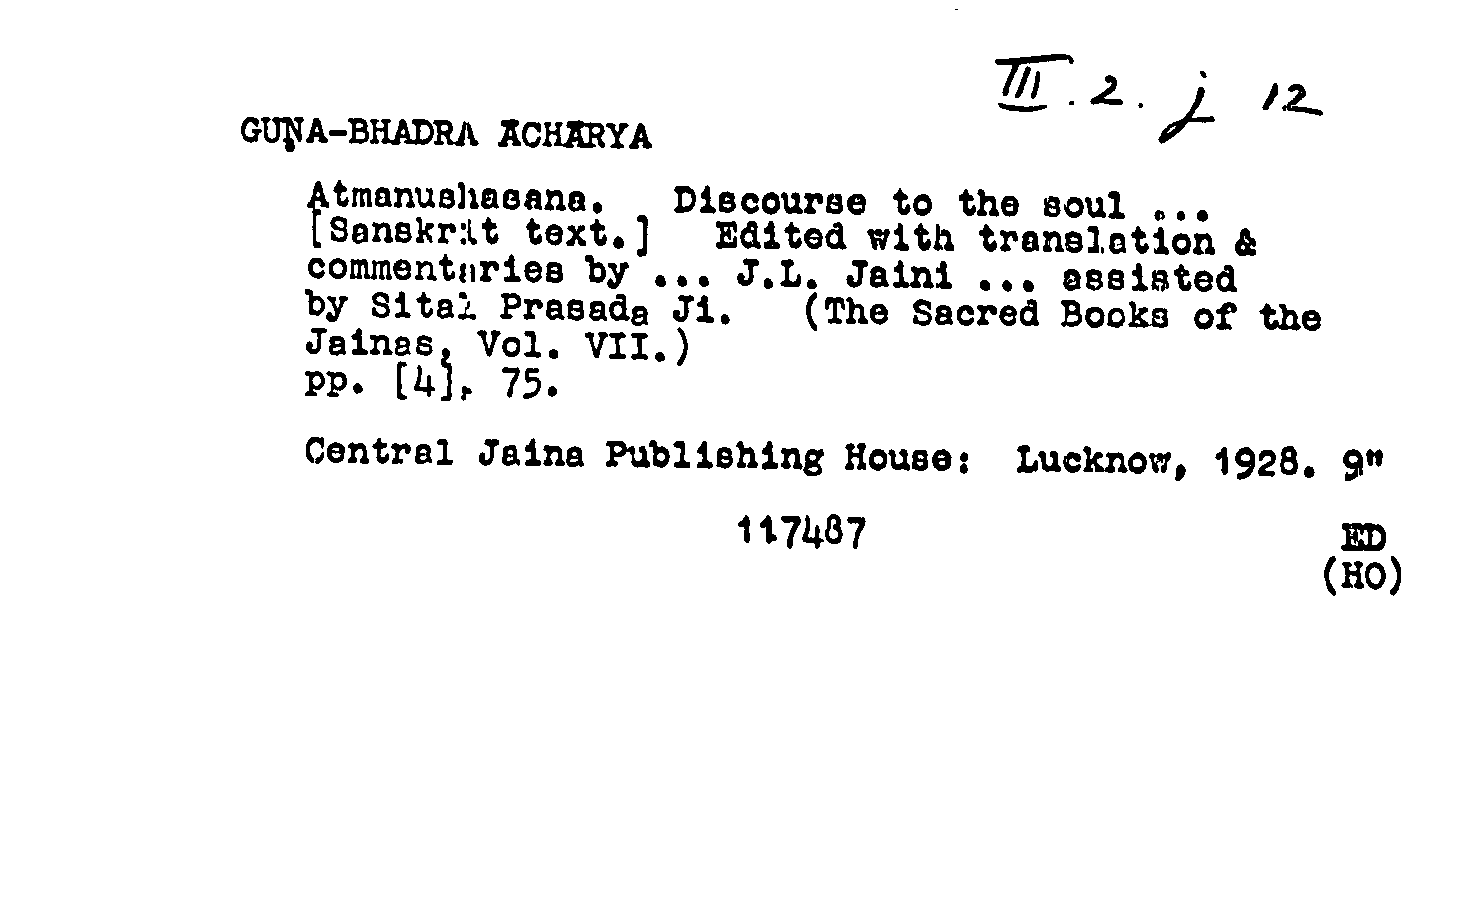 III. 2. j 12
GUṆA-BHADRA ĀCHĀRYA
Atmanushasana. Discourse to the soul ...
[Sanskrit text.] Edited with translation &
commentaries by ... J.L. Jaini ... assisted
by Sital Prasada Ji. (The Sacred Books of the
Jainas, Vol. VII.)
pp. [4], 75.
Central Jaina Publishing House: Lucknow, 1928. 9"
117487
ED
(HO)